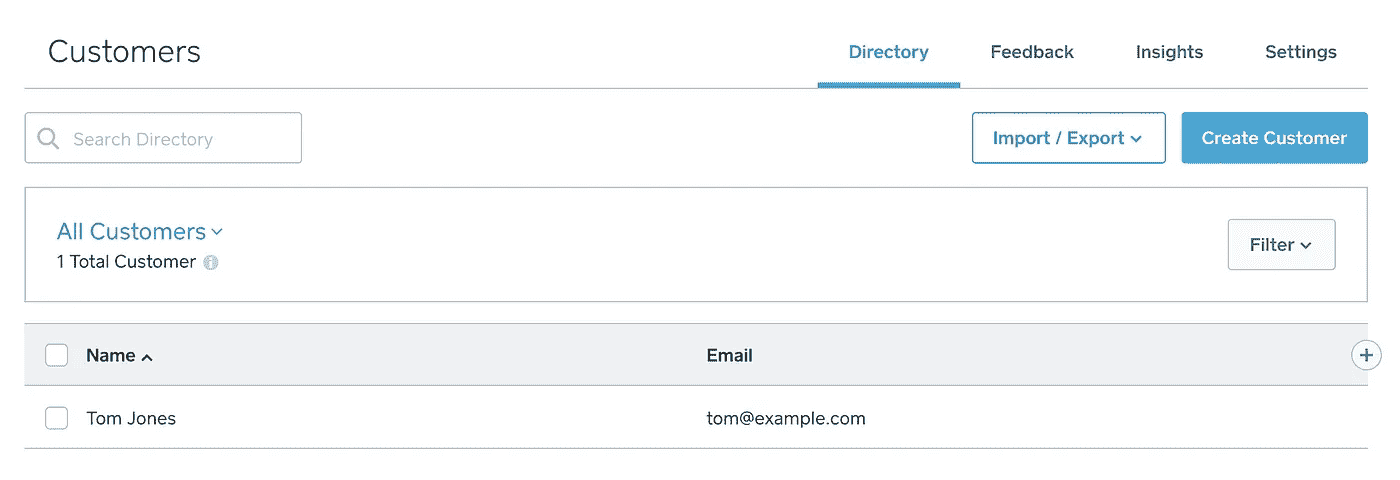 Customers
Directory Feedback Insights Settings
Search Directory
Import / Export
Create Customer
All Customers
1 Total Customer
Filter
Name Email
Tom Jones tom@example.com